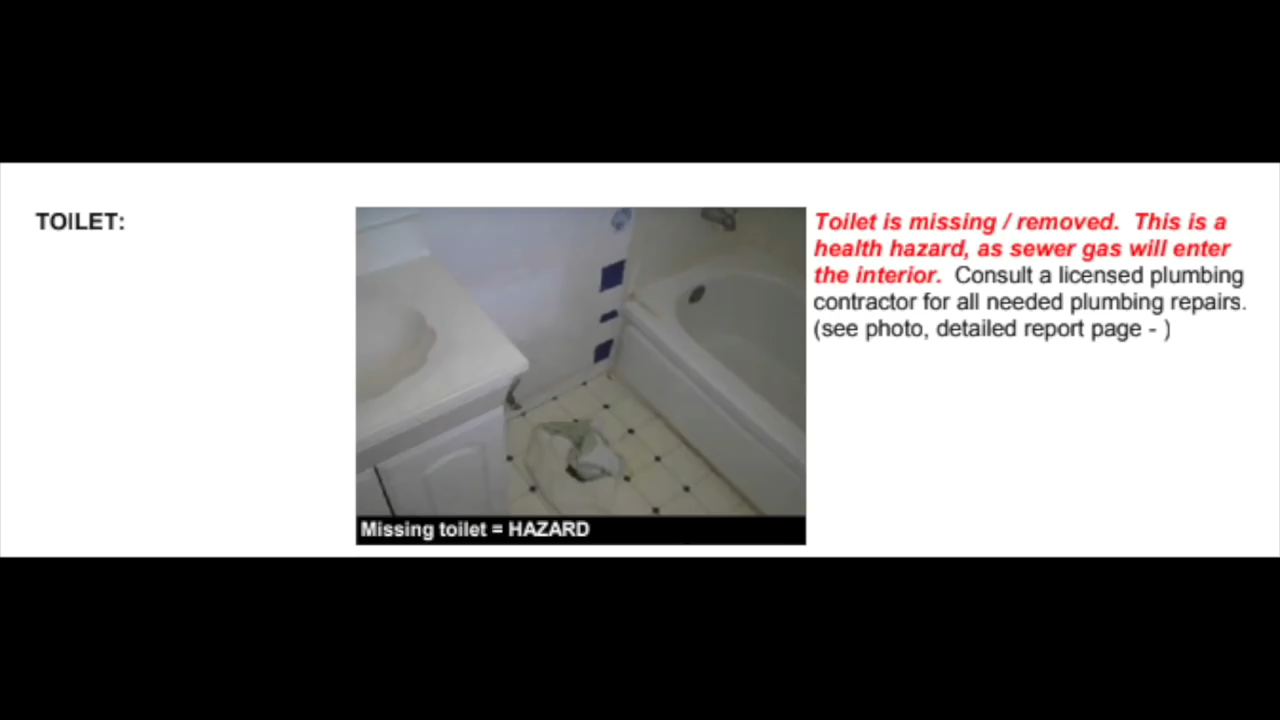 TOILET:
Toilet is missing / removed.  This is a
health hazard, as sewer gas will enter
the interior.  Consult a licensed plumbing
contractor for all needed plumbing repairs.
(see photo, detailed report page - )
Missing toilet = HAZARD